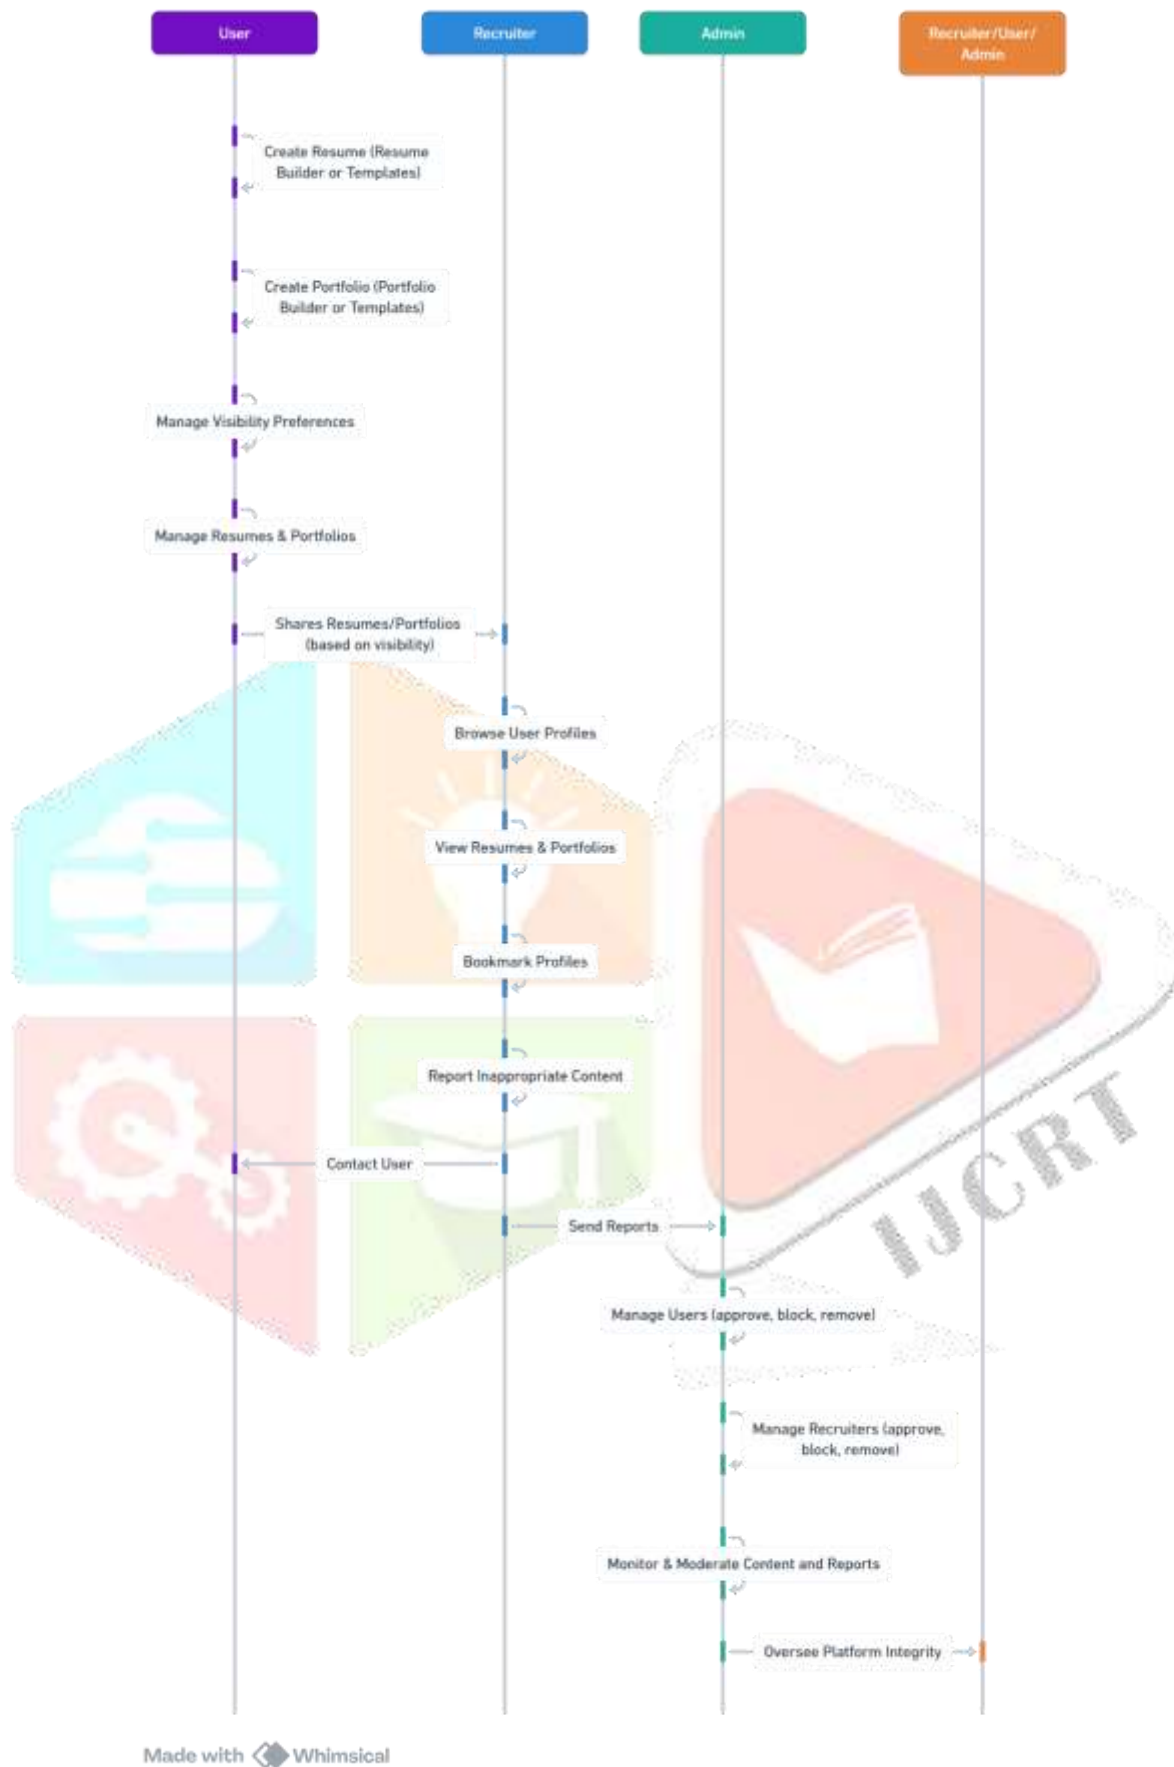 User
Recruiter
Admin
Recruiter/User/
Admin
Create Resume (Resume
Builder or Templates)
Create Portfolio (Portfolio
Builder or Templates)
Manage Visibility Preferences
Manage Resumes & Portfolios
Shares Resumes/Portfolios
(based on visibility)
Browse User Profiles
View Resumes & Portfolios
Bookmark Profiles
Report Inappropriate Content
Contact User
Send Reports
Manage Users (approve, block, remove)
Manage Recruiters (approve,
block, remove)
Monitor & Moderate Content and Reports
Oversee Platform Integrity
IJCRT
Made with Whimsical